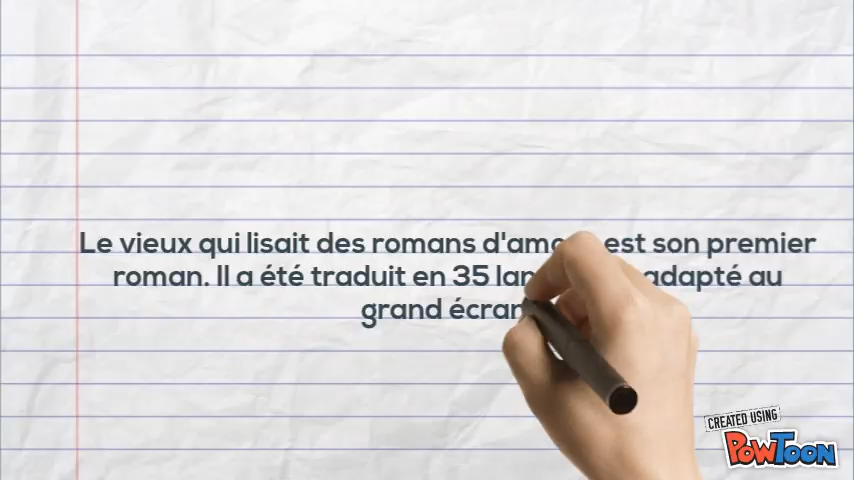 Le vieux qui lisait des romans est son premier
roman. Il a été traduit en 35 adapté au
grand
CREATED USING
POWTOON